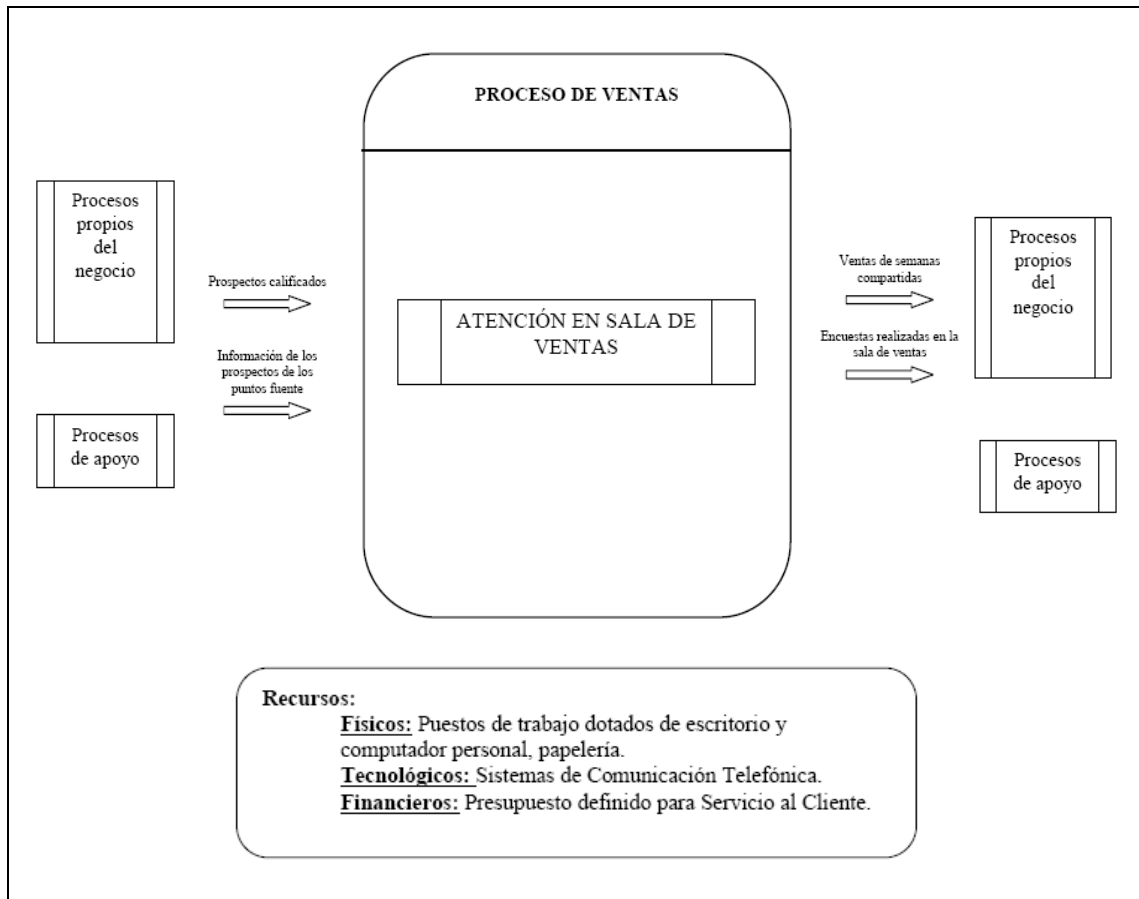 PROCESO DE VENTAS
Procesos
propios
del
negocio
Procesos
de apoyo
Prospectos calificados
Información de los
prospectos de los
puntos fuente
ATENCIÓN EN SALA DE
VENTAS
Ventas de semanas
compartidas
Encuestas realizadas en la
sala de ventas
Procesos
propios
del
negocio
Procesos
de apoyo
Recursos:
Físicos: Puestos de trabajo dotados de escritorio y
computador personal, papelería.
Tecnológicos: Sistemas de Comunicación Telefónica.
Financieros: Presupuesto definido para Servicio al Cliente.